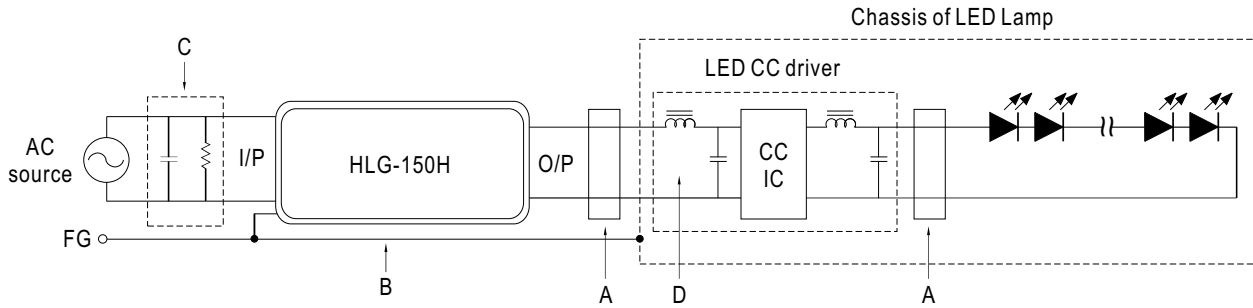 Chassis of LED Lamp
C
LED CC driver
AC
source
I/P
HLG-150H
O/P
CC
IC
FG
B
A
D
A